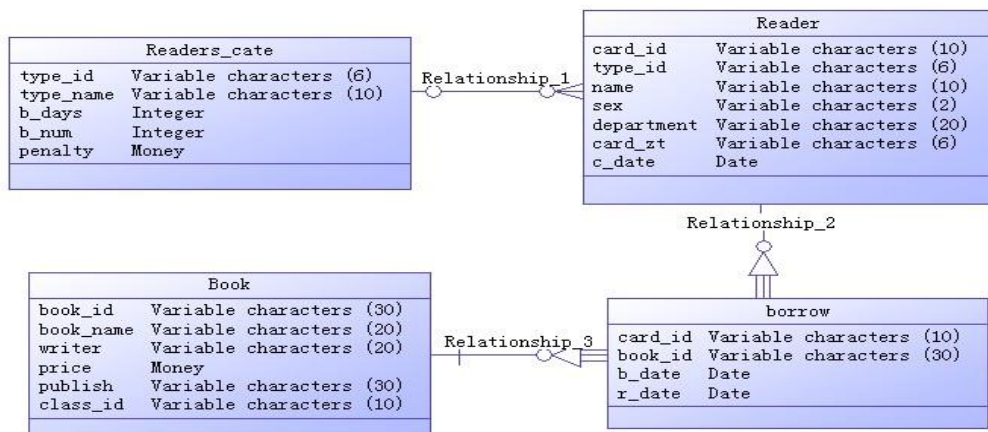 Readers_cate
type_id Variable characters (6)
type_name Variable characters (10)
b_days Integer
b_num Integer
penalty Money
Relationship_1
Reader
card_id Variable characters (10)
type_id Variable characters (6)
name Variable characters (10)
sex Variable characters (2)
department Variable characters (20)
card_zt Variable characters (6)
c_date Date
Relationship_2
Book
book_id Variable characters (30)
book_name Variable characters (20)
writer Variable characters (20)
price Money
publish Variable characters (30)
class_id Variable characters (10)
Relationship_3
borrow
card_id Variable characters (10)
book_id Variable characters (30)
b_date Date
r_date Date